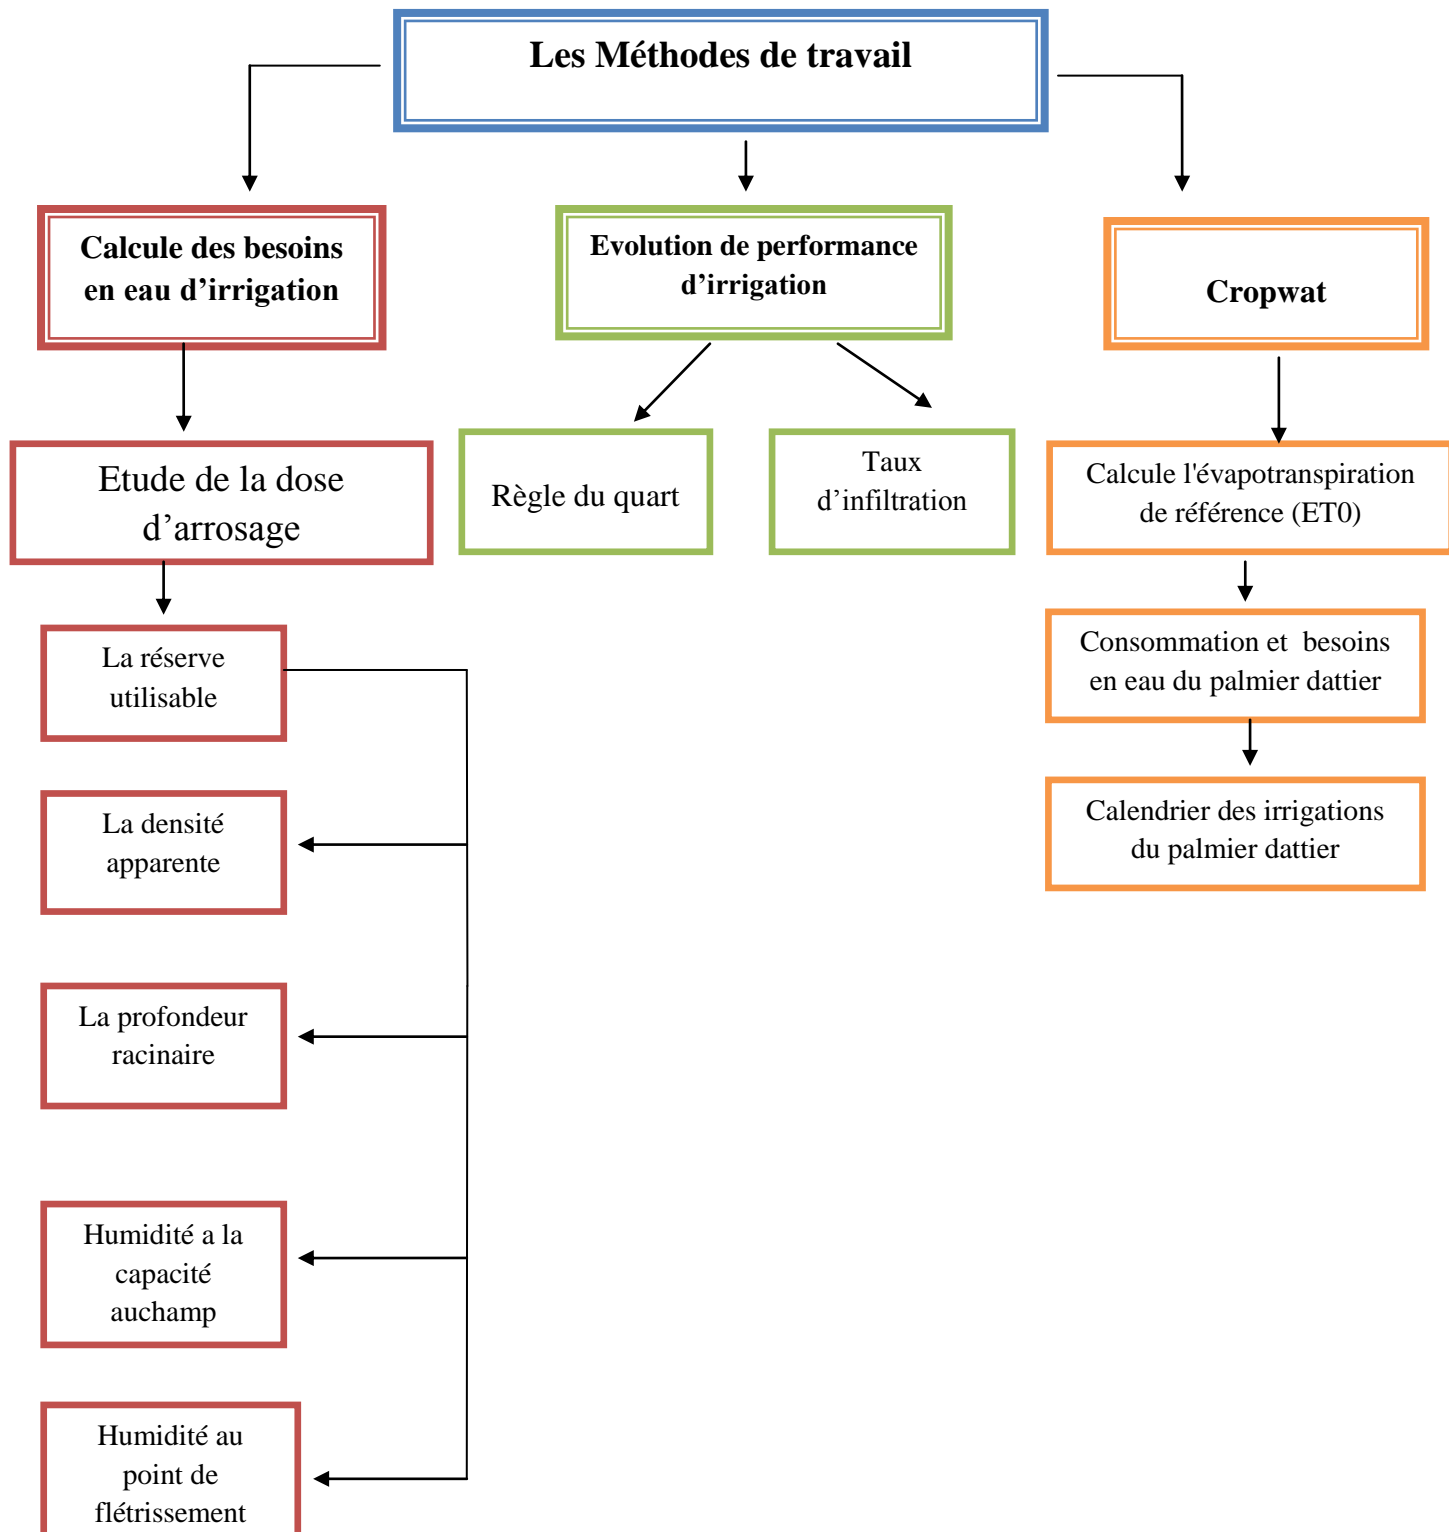 Les Méthodes de travail
Calcule des besoins
en eau d’irrigation
Evolution de performance
d’irrigation
Cropwat
Etude de la dose
d’arrosage
Règle du quart
Taux
d’infiltration
Calcule l'évapotranspiration
de référence (ET0)
La réserve
utilisable
Consommation et  besoins
en eau du palmier dattier
La densité
apparente
Calendrier des irrigations
du palmier dattier
La profondeur
racinaire
Humidité a la
capacité
auchamp
Humidité au
point de
flétrissement